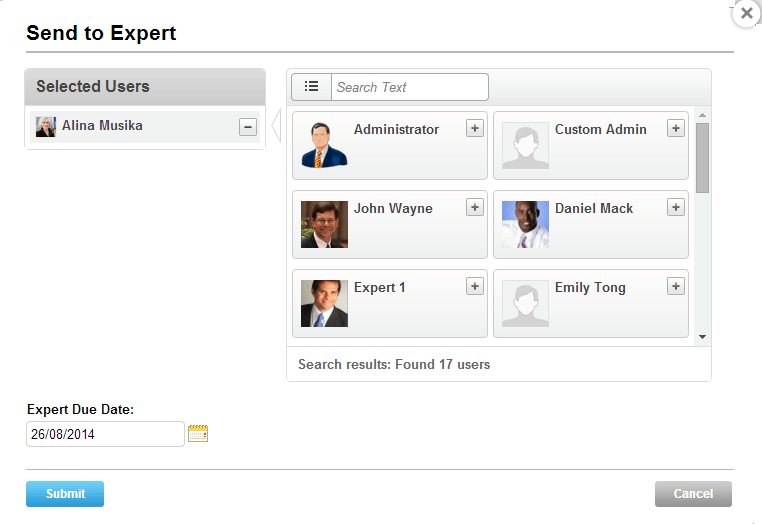 Send to Expert
Selected Users
Alina Musika
Search Text
Administrator
Custom Admin
John Wayne
Daniel Mack
Expert 1
Emily Tong
Search results: Found 17 users
Expert Due Date:
26/08/2014
Submit
Cancel